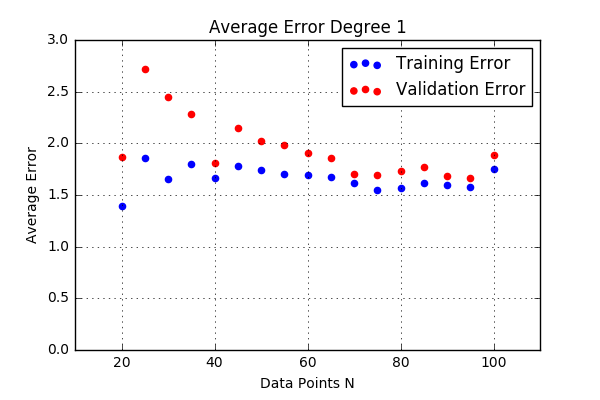 Average Error Degree 1
Training Error
Validation Error
Average Error
3.0
2.5
2.0
1.5
1.0
0.5
0.0
20
40
60
80
100
Data Points N